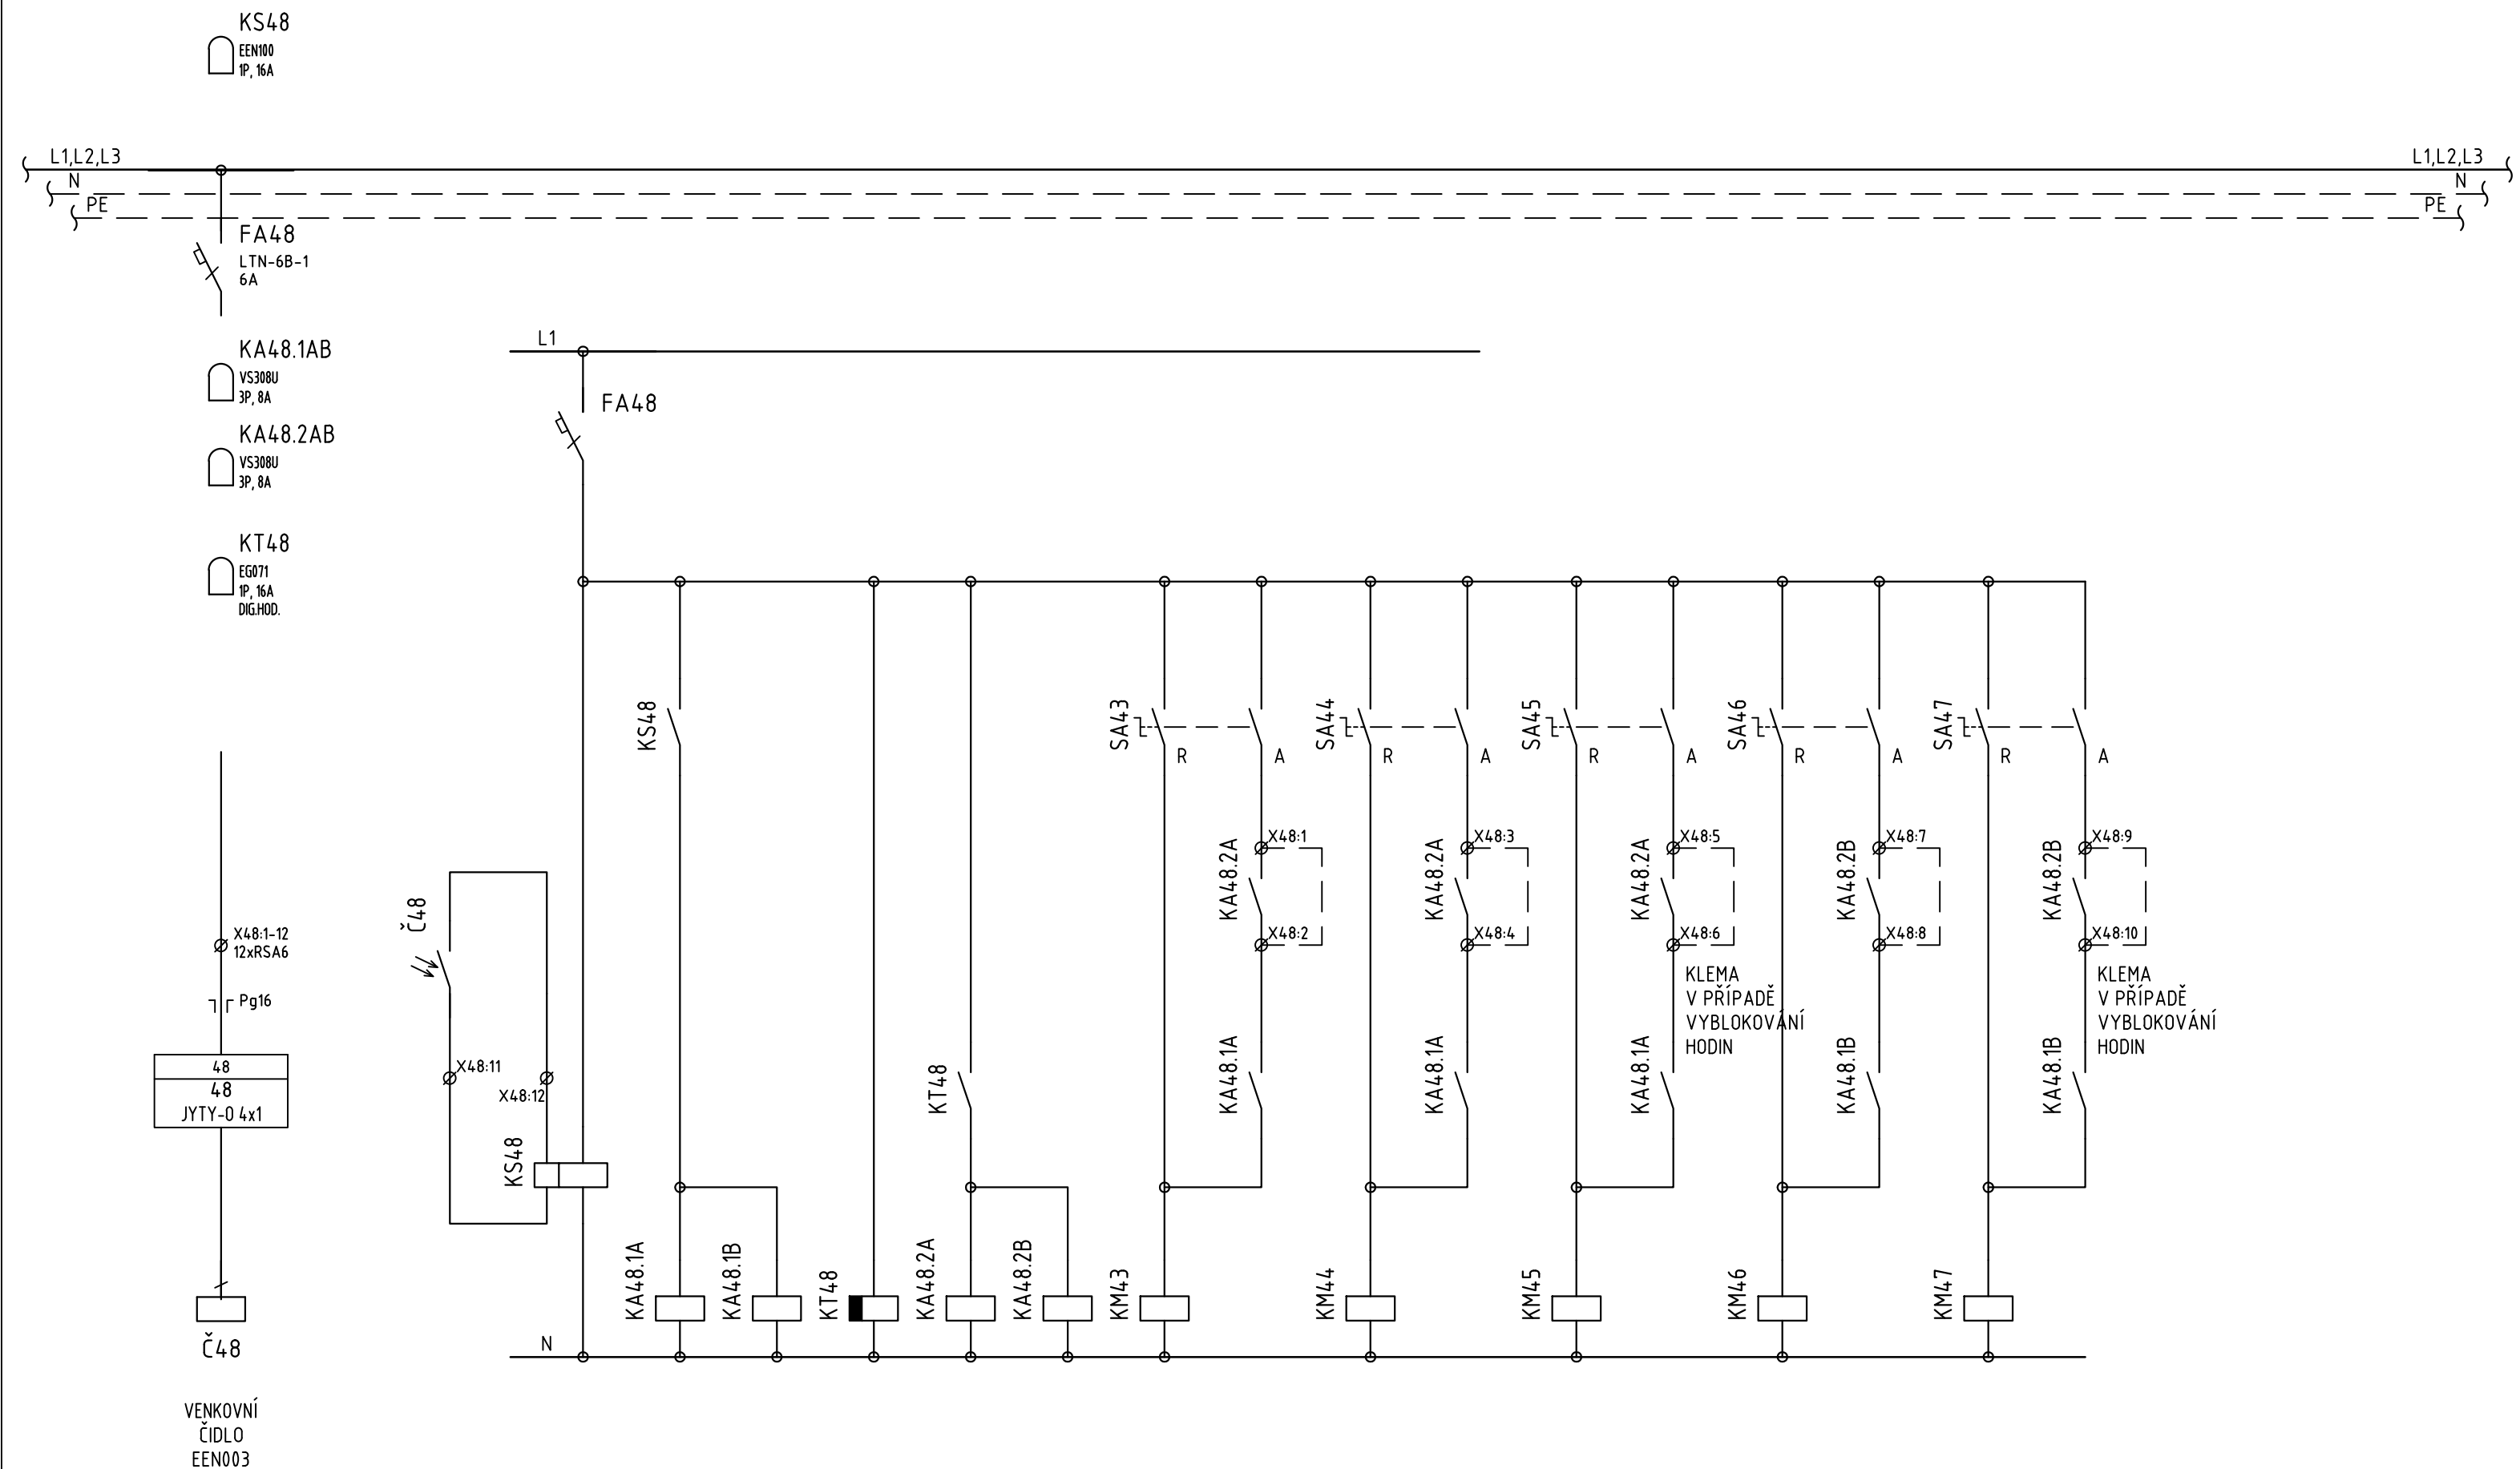 KS48
EEN100
1P, 16A
L1,L2,L3
L1,L2,L3
N
N
PE
PE
FA48
LTN-6B-1
6A
KA48.1AB
VS308U
3P, 8A
KA48.2AB
VS308U
3P, 8A
KT48
EG071
1P, 16A
DIG.HOD.
X48:1-12
12xRSA6
Pg16
48
48
JYTY-O 4x1
Č48
VENKOVNÍ
ČIDLO
EEN003
L1
FA48
Č48
X48:11
X48:12
KS48
KS48
KT48
SA43
R
A
SA44
R
A
SA45
R
A
SA46
R
A
SA47
R
A
KA48.2A
X48:1
X48:2
KA48.2A
X48:3
X48:4
KA48.2A
X48:5
X48:6
KA48.2B
X48:7
X48:8
KA48.2B
X48:9
X48:10
KLEMA
V PŘÍPADĚ
VYBLOKOVÁNÍ
HODIN
KLEMA
V PŘÍPADĚ
VYBLOKOVÁNÍ
HODIN
KA48.1A
KA48.1A
KA48.1A
KA48.1B
KA48.1B
KA48.1A
KA48.1B
KT48
KA48.2A
KA48.2B
KM43
KM44
KM45
KM46
KM47
N